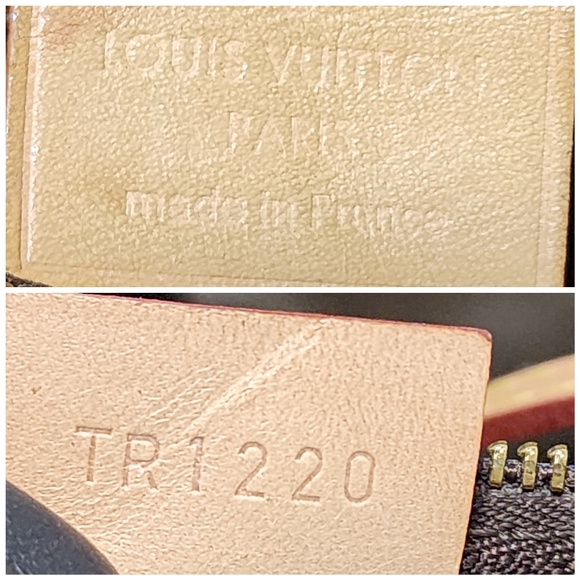 LOUIS VUITTON
PARIS
made in France
TR1220